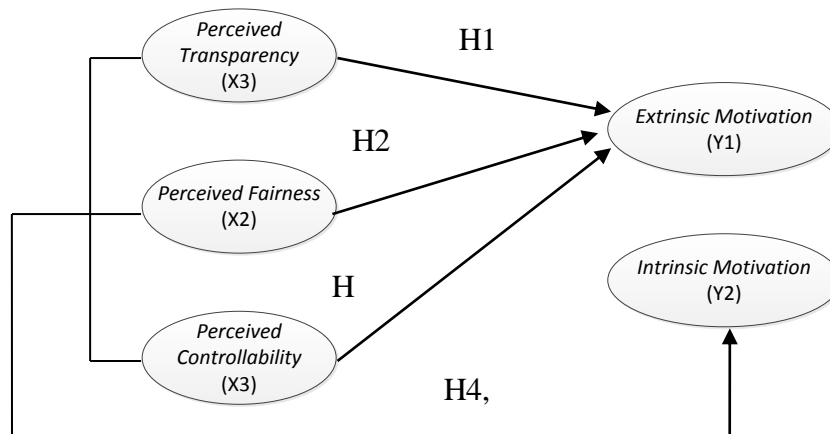 Perceived
Transparency
(X3)
H1
Extrinsic Motivation
(Y1)
H2
Perceived Fairness
(X2)
Intrinsic Motivation
(Y2)
H
Perceived
Controllability
(X3)
H4,